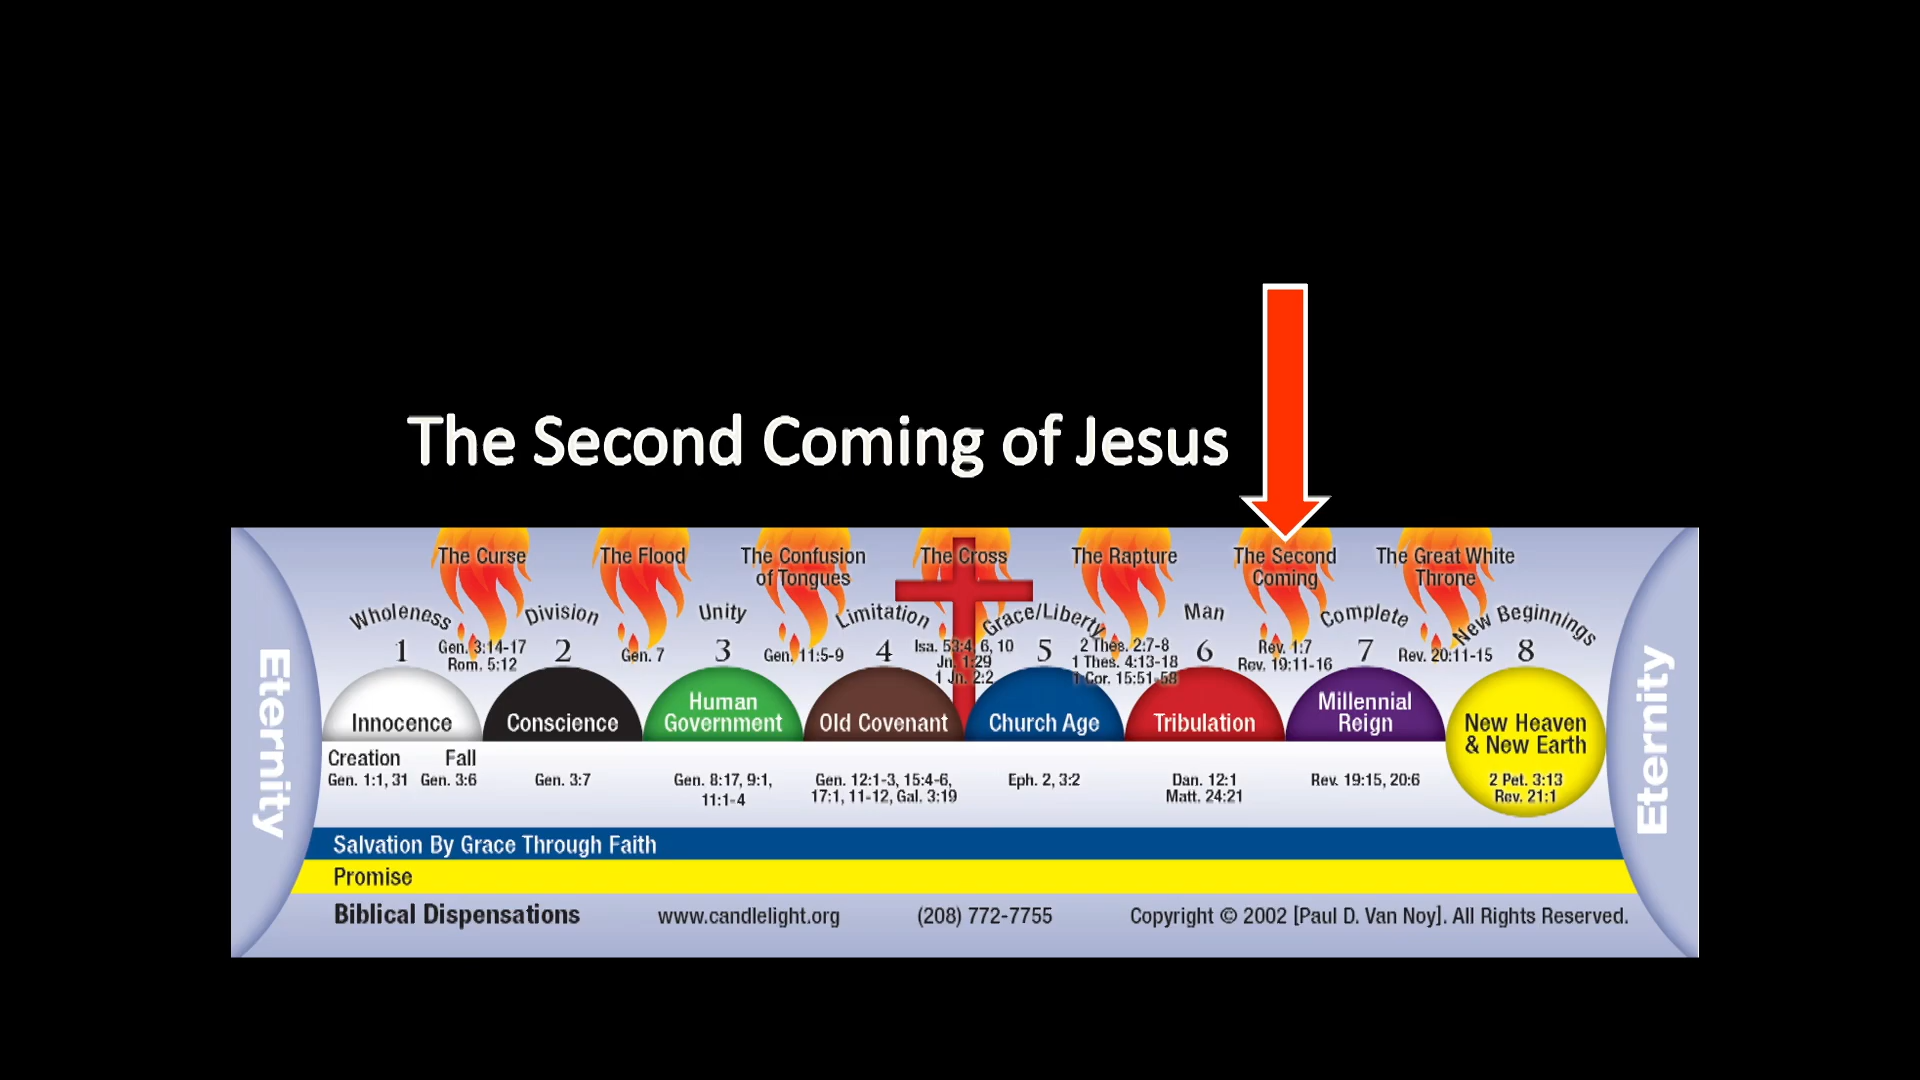 The Second Coming of Jesus
The Curse
The Flood
The Confusion
of Tongues
The Cross
The Rapture
The Second
Coming
The Great White
Throne
Wholeness
Division
Unity
Limitation
Grace/Liberty
Man
Complete
New Beginnings
1
Gen. 3:14-17
Rom. 5:12
2
Gen. 7
3
Gen. 11:5-9
4
Isa. 53:4, 6, 10
Jn. 1:29
1 Jn. 2:2
5
2 Thes. 2:7-8
1 Thes. 4:13-18
1 Cor. 15:51-58
6
Rev. 1:7
Rev. 19:11-16
7
Rev. 20:11-15
8
Innocence
Conscience
Human
Government
Old Covenant
Church Age
Tribulation
Millennial
Reign
New Heaven
& New Earth
Creation
Gen. 1:1, 31
Fall
Gen. 3:6
Gen. 3:7
Gen. 8:17, 9:1,
11:1-4
Gen. 12:1-3, 15:4-6,
17:1, 11-12, Gal. 3:19
Eph. 2, 3:2
Dan. 12:1
Matt. 24:21
Rev. 19:15, 20:6
2 Pet. 3:13
Rev. 21:1
Eternity
Eternity
Salvation By Grace Through Faith
Promise
Biblical Dispensations www.candlelight.org (208) 772-7755 Copyright © 2002 [Paul D. Van Noy]. All Rights Reserved.